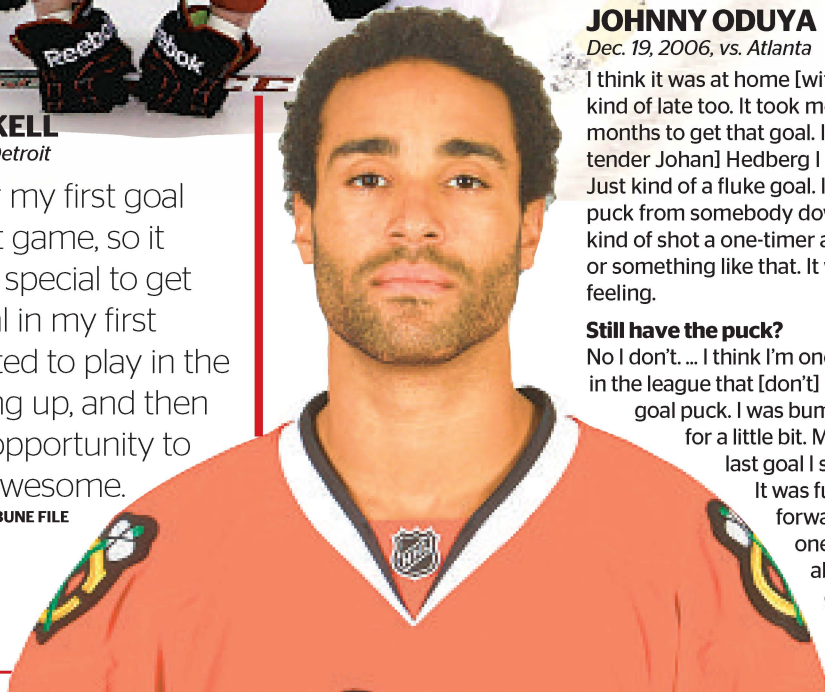 Reebok
KELL
Detroit
my first goal
game, so it
special to get
in my first
ted to play in the
ng up, and then
opportunity to
wesome.
BUNE FILE
NHL
JOHNNY ODUYA
Dec. 19, 2006, vs. Atlanta
I think it was at home [wi
kind of late too. It took m
months to get that goal. I
tender Johan] Hedberg I
Just kind of a fluke goal. I
puck from somebody do
kind of shot a one-timer a
or something like that. It
feeling.
Still have the puck?
No I don't. ... I think I'm on
in the league that [don't]
goal puck. I was bum
for a little bit. M
last goal I s
It was fu
forwa
one
al